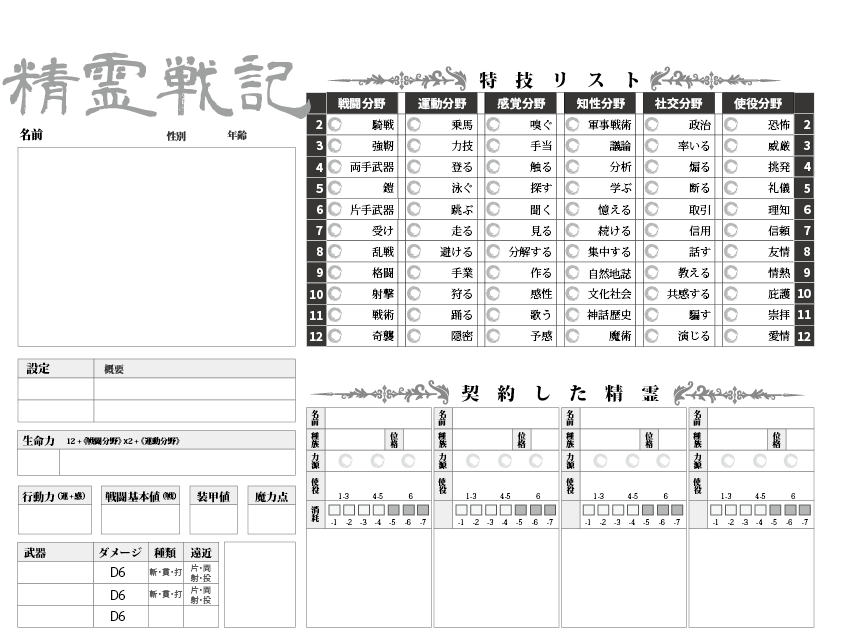 精霊戦記
名前 性別 年齢
設定 概要
生命力 12 + (戦闘分野) x2 + (運動分野)
行動力 (運+感) 戦闘基本値 (戦) 装甲値 魔力点
武器 ダメージ 種類 遠近
D6 斬・貫・打 片・両
射・投
D6 斬・貫・打 片・両
射・投
D6
特技リスト
戦闘分野 運動分野 感覚分野 知性分野 社交分野 使役分野
2 騎戦 乗馬 嗅ぐ 軍事戦術 政治 恐怖 2
3 強靭 力技 手当 議論 率いる 威厳 3
4 両手武器 登る 触る 分析 煽る 挑発 4
5 鎧 泳ぐ 探す 学ぶ 断る 礼儀 5
6 片手武器 跳ぶ 聞く 憶える 取引 理知 6
7 受け 走る 見る 続ける 信用 信頼 7
8 乱戦 避ける 分解する 集中する 話す 友情 8
9 格闘 手業 作る 自然地誌 教える 情熱 9
10 射撃 狩る 感性 文化社会 共感する 庇護 10
11 戦術 踊る 歌う 神話歴史 騙す 崇拝 11
12 奇襲 隠密 予感 魔術 演じる 愛情 12
契約した精霊
名前 名前 名前 名前
種族 位格 種族 位格 種族 位格 種族 位格
力源 力源 力源 力源
使役 使役 使役 使役
1-3 4-5 6 1-3 4-5 6 1-3 4-5 6 1-3 4-5 6
消耗
-1 -2 -3 -4 -5 -6 -7 -1 -2 -3 -4 -5 -6 -7 -1 -2 -3 -4 -5 -6 -7 -1 -2 -3 -4 -5 -6 -7